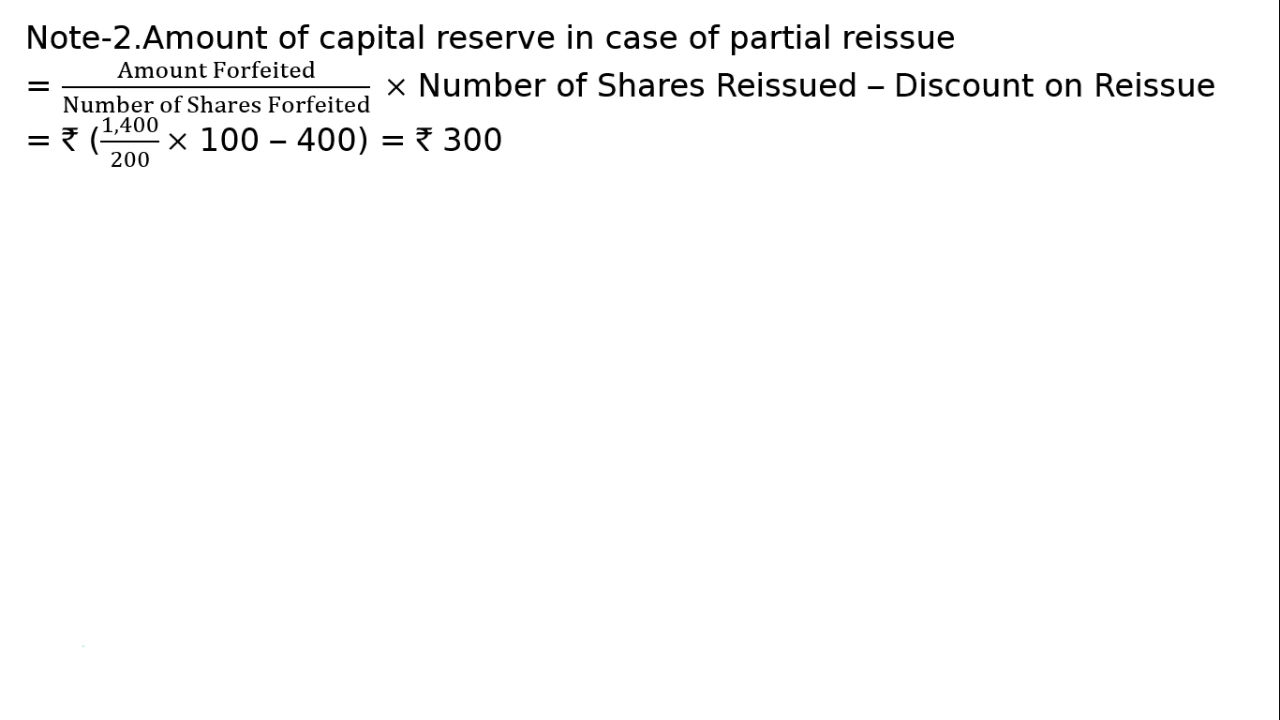 Note-2.Amount of capital reserve in case of partial reissue
= Amount Forfeited / Number of Shares Forfeited × Number of Shares Reissued – Discount on Reissue
= ₹ (1,400 / 200 × 100 – 400) = ₹ 300